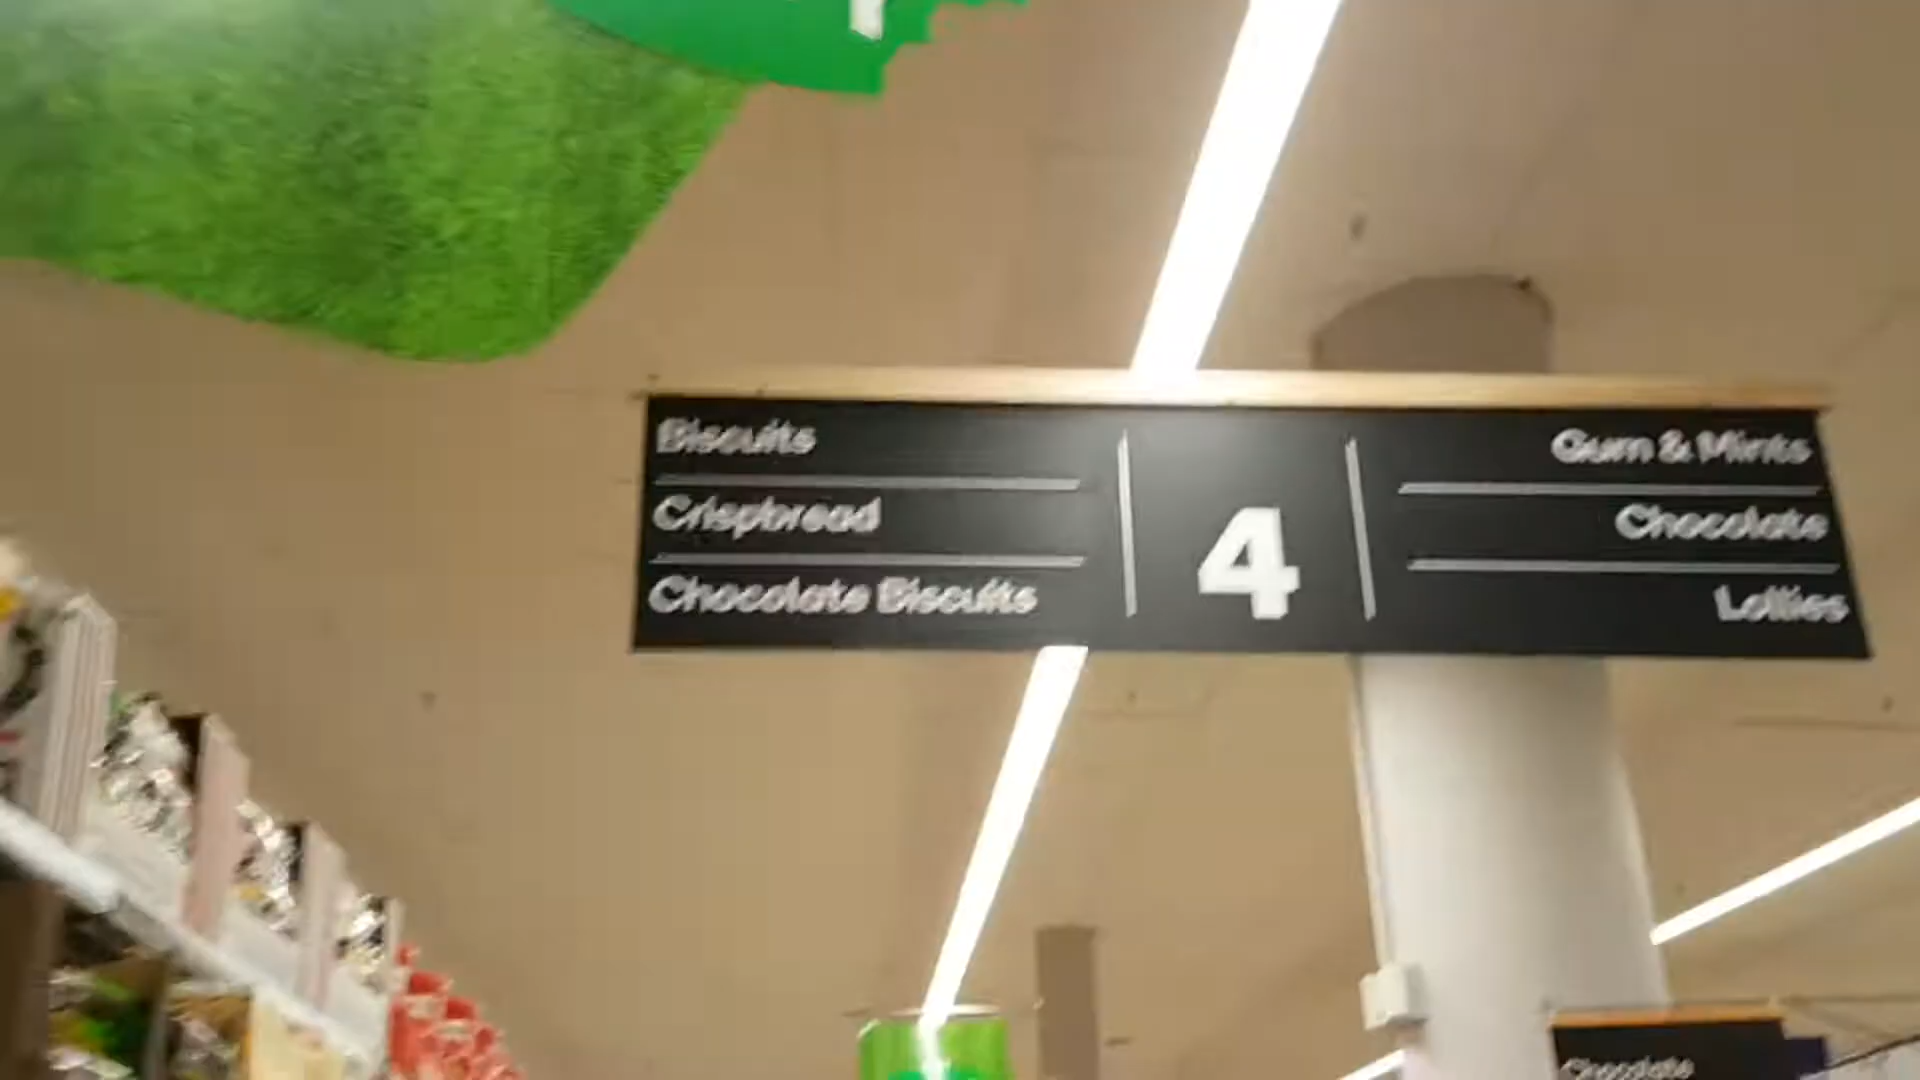 Biscuits
Crispbread
Chocolate Biscuits
4
Gum & Mints
Chocolate
Lollies
Chocolate